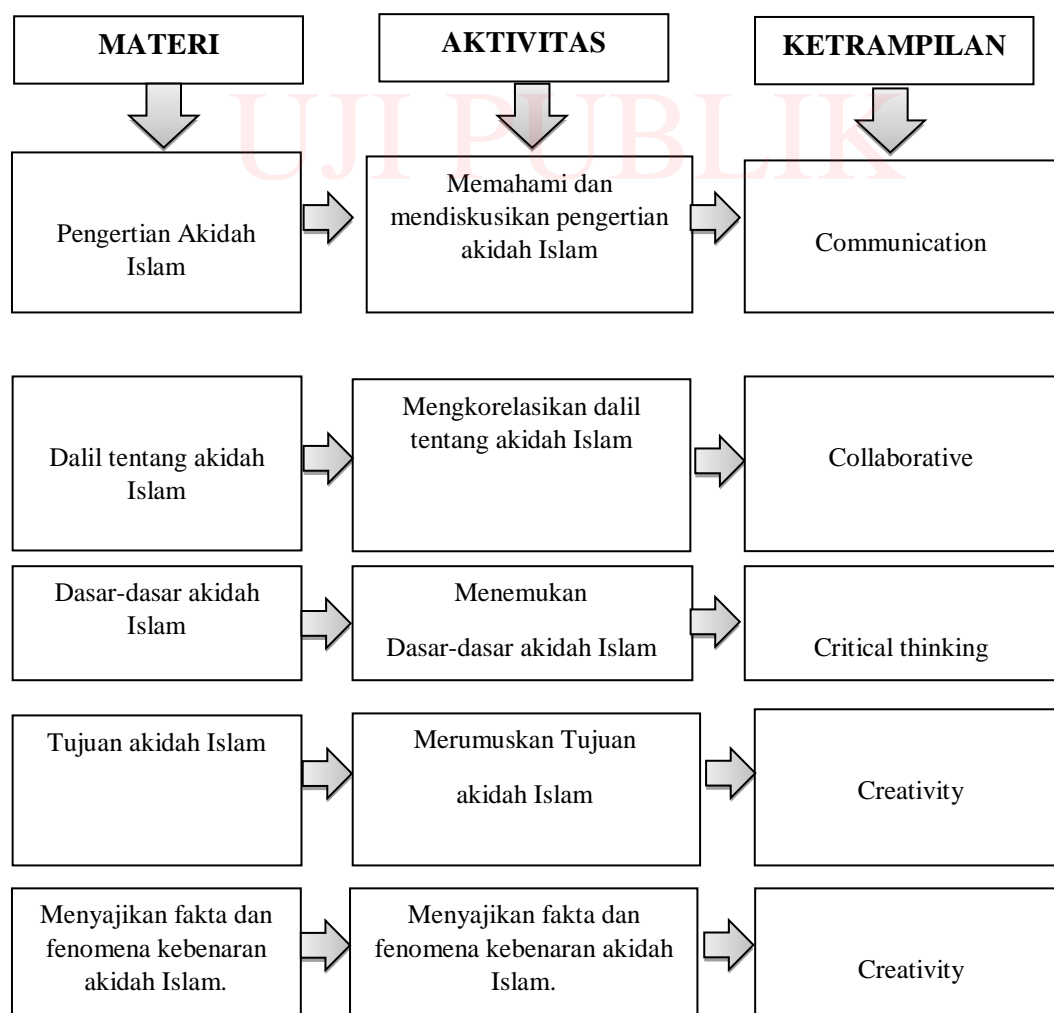 MATERI
AKTIVITAS
KETRAMPILAN
UJI PUBLIK
Pengertian Akidah
Islam
Memahami dan
mendiskusikan pengertian
akidah Islam
Communication
Dalil tentang akidah
Islam
Mengkorelasikan dalil
tentang akidah Islam
Collaborative
Dasar-dasar akidah
Islam
Menemukan
Dasar-dasar akidah Islam
Critical thinking
Tujuan akidah Islam
Merumuskan Tujuan
akidah Islam
Creativity
Menyajikan fakta dan
fenomena kebenaran
akidah Islam.
Menyajikan fakta dan
fenomena kebenaran akidah
Islam.
Creativity